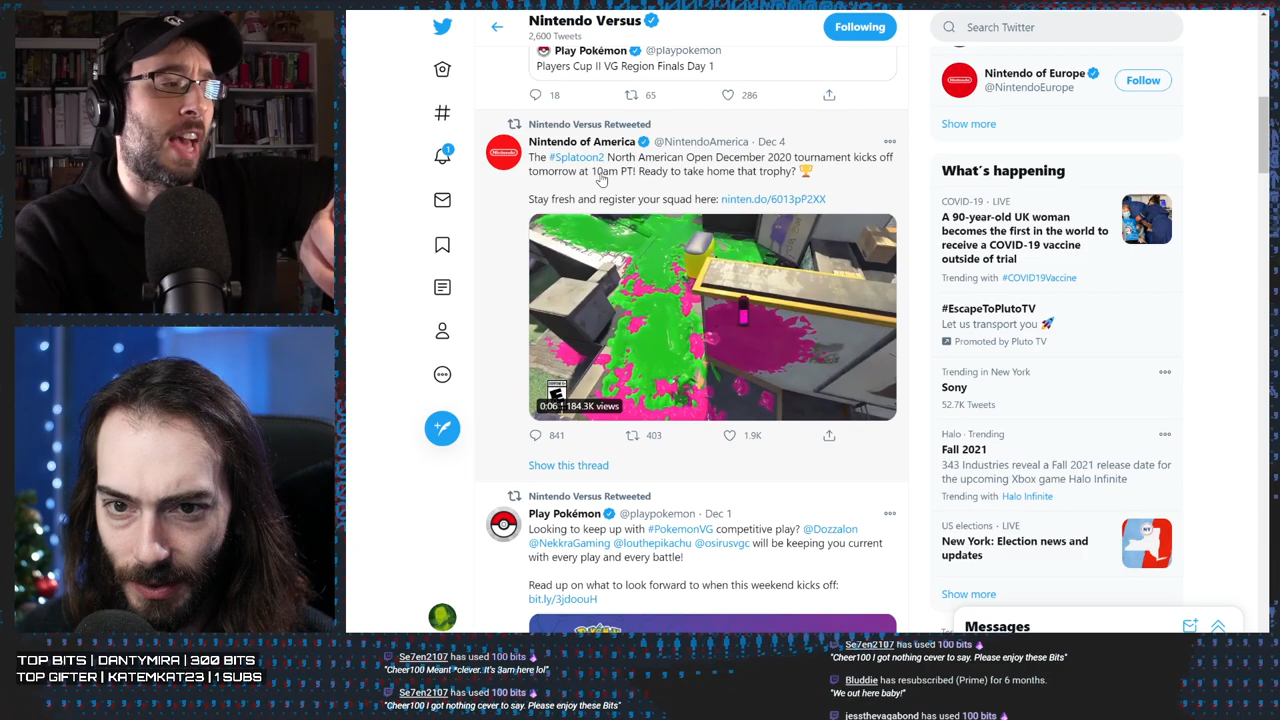 Nintendo Versus
2,600 Tweets
Following
Play Pokémon @playpokemon
Players Cup II VG Region Finals Day 1
18 65 286
Nintendo Versus Retweeted
Nintendo of America @NintendoAmerica · Dec 4
The #Splatoon2 North American Open December 2020 tournament kicks off
tomorrow at 10am PT! Ready to take home that trophy?
Stay fresh and register your squad here: ninten.do/6013pP2XX
0:06 184.3K views
841 403 1.9K
Show this thread
Nintendo Versus Retweeted
Play Pokémon @playpokemon · Dec 1
Looking to keep up with #PokemonVG competitive play? @Dozzalon
@NekkraGaming @louthepikachu @osirusvgc will be keeping you current
with every play and every battle!
Read up on what to look forward to when this weekend kicks off:
bit.ly/3jdoouH
1
Search Twitter
Nintendo
Nintendo of Europe
@NintendoEurope
Follow
Show more
What's happening
COVID-19 · LIVE
A 90-year-old UK woman
becomes the first in the world to
receive a COVID-19 vaccine
outside of trial
Trending with #COVID19Vaccine
#EscapeToPlutoTV
Let us transport you
Promoted by Pluto TV
Trending in New York
Sony
52.7K Tweets
Halo · Trending
Fall 2021
343 Industries reveal a Fall 2021 release date for
the upcoming Xbox game Halo Infinite
Trending with Halo Infinite
US elections · LIVE
New York: Election news and
updates
NY
Show more
Messages
TOP BITS | DANTYMIRA | 300 BITS
TOP GIFTER | KATEMKAT23 | 1 SUBS
Se7en2107 has used 100 bits
"Cheer100 Meant *clever. It's 3am here lol"
Se7en2107 has used 100 bits
"Cheer100 I got nothing cever to say. Please enjoy these Bits"
Se7en2107 has used 100 bits
"Cheer100 I got nothing cever to say. Please enjoy these Bits"
Bluddie has resubscribed (Prime) for 6 months.
"We out here baby!"
jessthevagabond has used 100 bits